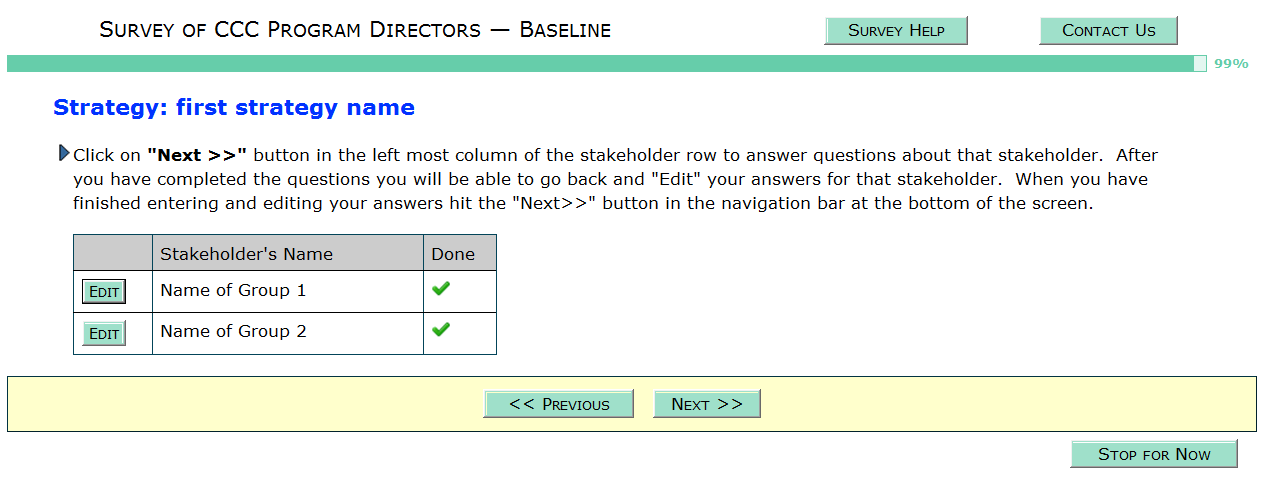 Survey of CCC Program Directors — Baseline
Survey Help
Contact Us
99%
Strategy: first strategy name
Click on "Next >>" button in the left most column of the stakeholder row to answer questions about that stakeholder. After
you have completed the questions you will be able to go back and "Edit" your answers for that stakeholder. When you have
finished entering and editing your answers hit the "Next>>" button in the navigation bar at the bottom of the screen.
Stakeholder's Name Done
Edit Name of Group 1
Edit Name of Group 2
<< Previous
Next >>
Stop for Now